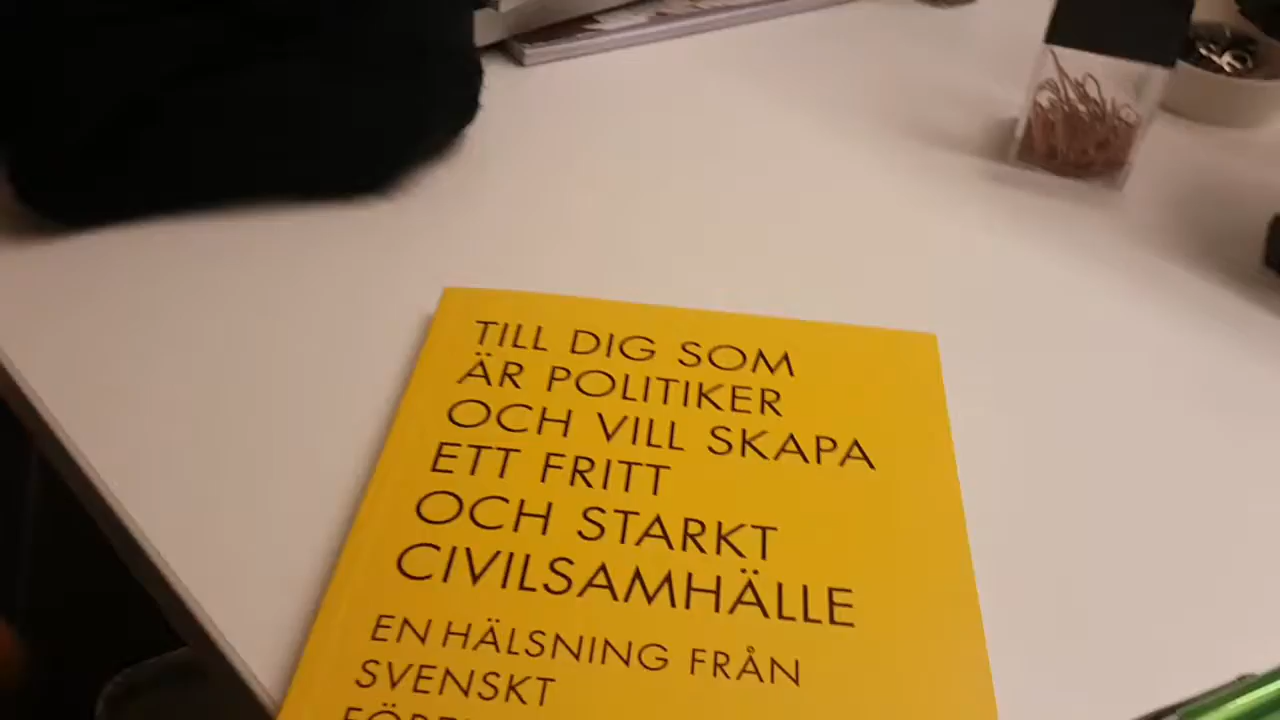 TILL DIG SOM
ÄR POLITIKER
OCH VILL SKAPA
ETT FRITT
OCH STARKT
CIVILSAMHÄLLE
EN HÄLSNING FRÅN
SVENSKT